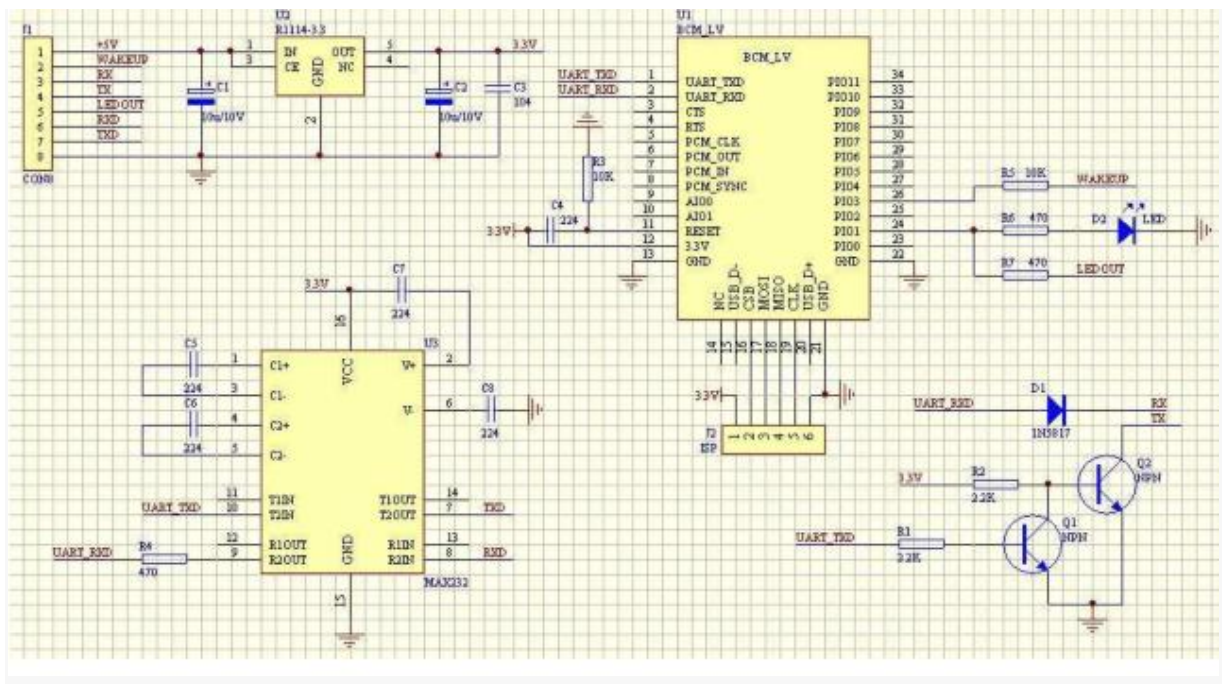 J1
CON8
1
2
3
4
5
6
7
8
+5V
WAKEUP
RX
TX
LEDOUT
RXD
TXD
C1
10u/10V
U2
R1114-3.3
1
3
IN
CE
GND
OUT
NC
5
4
2
C2
10u/10V
3.3V
C3
104
U1
BCM_LV
BCM_LV
UART_TXD
UART_RXD
1 UART_TXD
2 UART_RXD
3 CTS
4 RTS
5 PCM_CLK
6 PCM_OUT
7 PCM_IN
8 PCM_SYNC
9 AIO0
10 AIO1
11 RESET
12 3.3V
13 GND
PIO11 34
PIO10 33
PIO9 32
PIO8 31
PIO7 30
PIO6 29
PIO5 28
PIO4 27
PIO3 26
PIO2 25
PIO1 24
PIO0 23
GND 22
NC
USB_D-
CSB
MOSI
MISO
CLK
USB_D+
GND
14
15
16
17
18
19
20
21
R3
10K
C4
224
3.3V
R5 10K
WAKEUP
R6 470
D2
LED
R7 470
LEDOUT
3.3V
J2
ISP
1
2
3
4
5
6
3.3V
C7
224
16
U3
C5
224
C6
224
1 C1+
3 C1-
4 C2+
5 C2-
VCC
V+ 2
V- 6
C8
224
11 T1IN
10 T2IN
UART_TXD
T1OUT 14
T2OUT 7
TXD
12 R1OUT
9 R2OUT
UART_RXD
R4
470
GND
R1IN 13
R2IN 8
RXD
MAX232
15
UART_RXD
D1
1N5817
RX
TX
3.3V
R2
2.2K
Q2
NPN
Q1
NPN
UART_TXD
R1
2.2K